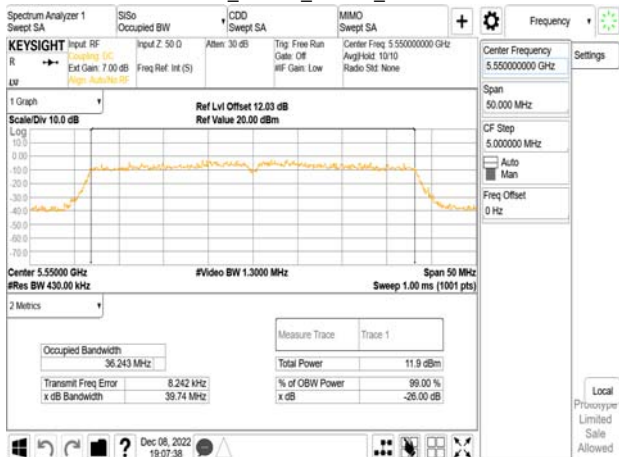 Spectrum Analyzer 1
Swept SA
SiSo
Occupied BW
CDD
Swept SA
MIMO
Swept SA
Frequency
KEYSIGHT
R
Input: RF
Coupling: DC
Ext Gain: 7.00 dB
Align: Auto/No RF
Input Z: 50 Ω
Freq Ref: Int (S)
Atten: 30 dB
Trig: Free Run
Gate: Off
#IF Gain: Low
Center Freq: 5.550000000 GHz
Avg|Hold: 10/10
Radio Std: None
Center Frequency
5.550000000 GHz
Settings
Span
50.000 MHz
CF Step
5.000000 MHz
Auto
Man
Freq Offset
0 Hz
1 Graph
Scale/Div 10.0 dB
Ref Lvl Offset 12.03 dB
Ref Value 20.00 dBm
Log
10.0
0.00
-10.0
-20.0
-30.0
-40.0
-50.0
-60.0
-70.0
Center 5.55000 GHz
#Res BW 430.00 kHz
#Video BW 1.3000 MHz
Span 50 MHz
Sweep 1.00 ms (1001 pts)
2 Metrics
Measure Trace Trace 1
Occupied Bandwidth
36.243 MHz
Total Power 11.9 dBm
Transmit Freq Error 8.242 kHz
% of OBW Power 99.00 %
x dB Bandwidth 39.74 MHz
x dB -26.00 dB
Local
Prototype
Limited
Sale
Allowed
Dec 08, 2022
19:07:38